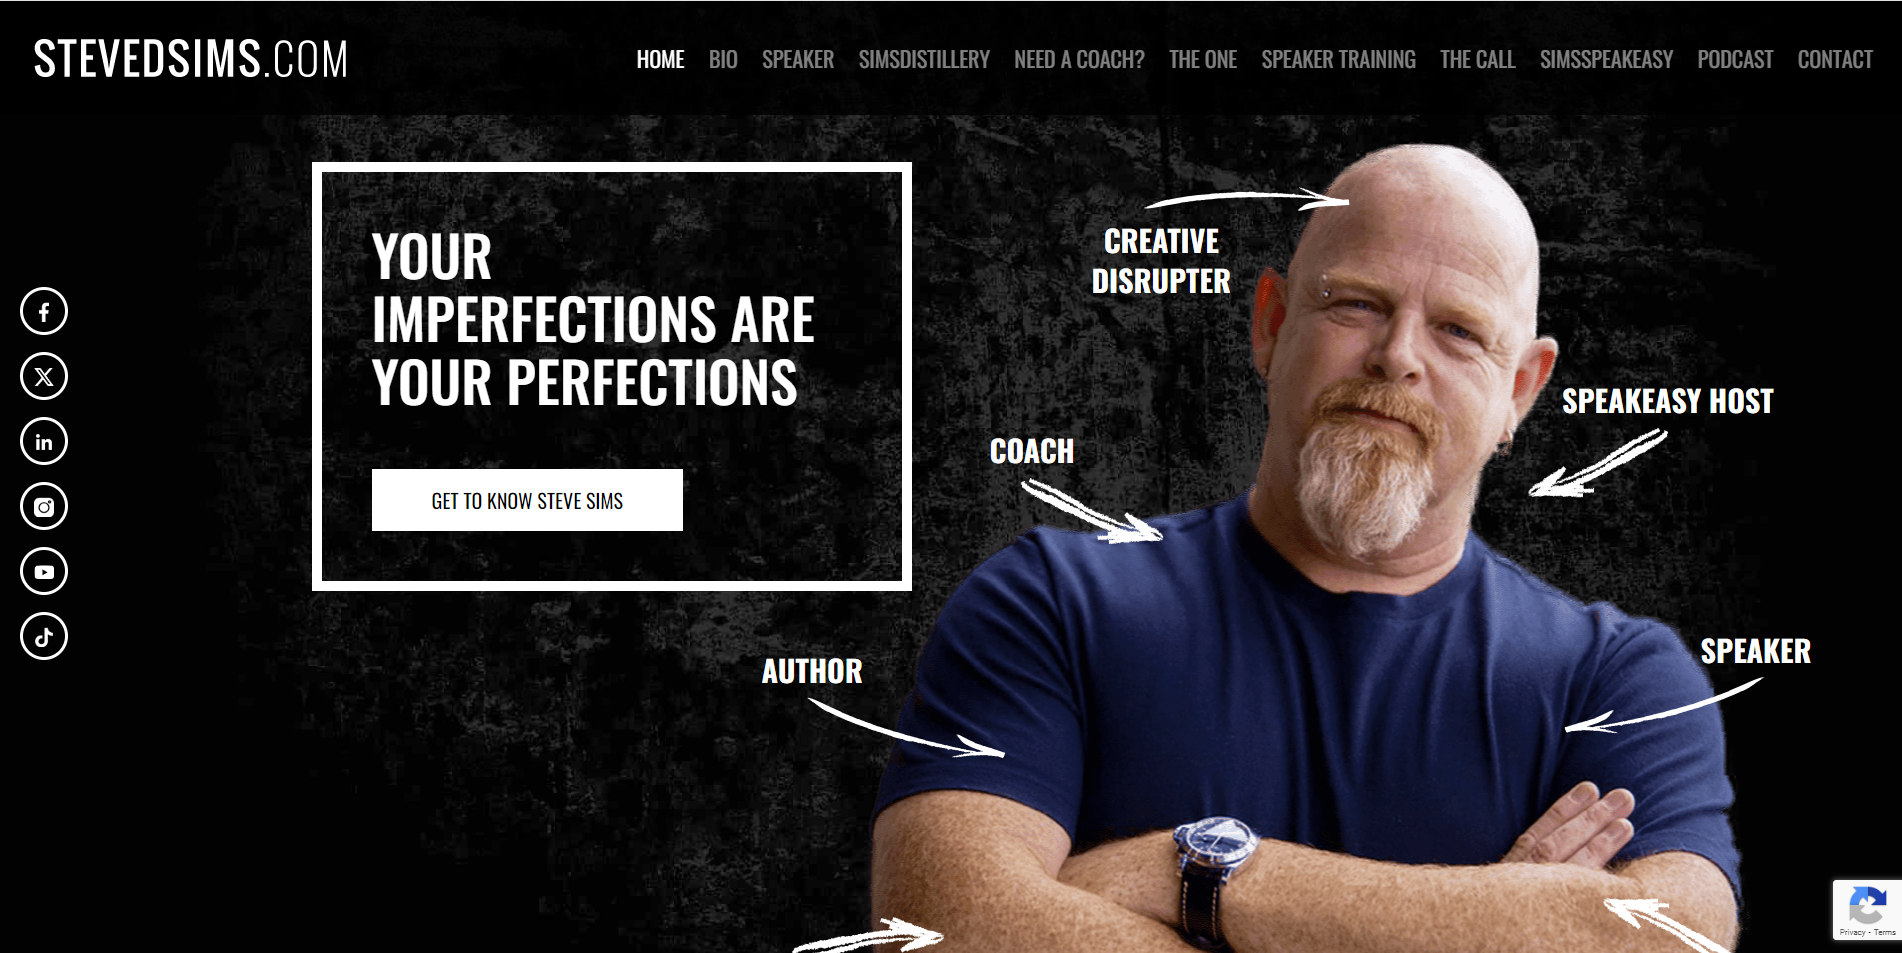 STEVEDSIMS.COM
HOME BIO SPEAKER SIMSDISTILLERY NEED A COACH? THE ONE SPEAKER TRAINING THE CALL SIMSSPEAKEASY PODCAST CONTACT
YOUR
IMPERFECTIONS ARE
YOUR PERFECTIONS
GET TO KNOW STEVE SIMS
CREATIVE
DISRUPTER
SPEAKEASY HOST
COACH
SPEAKER
AUTHOR
Privacy - Terms